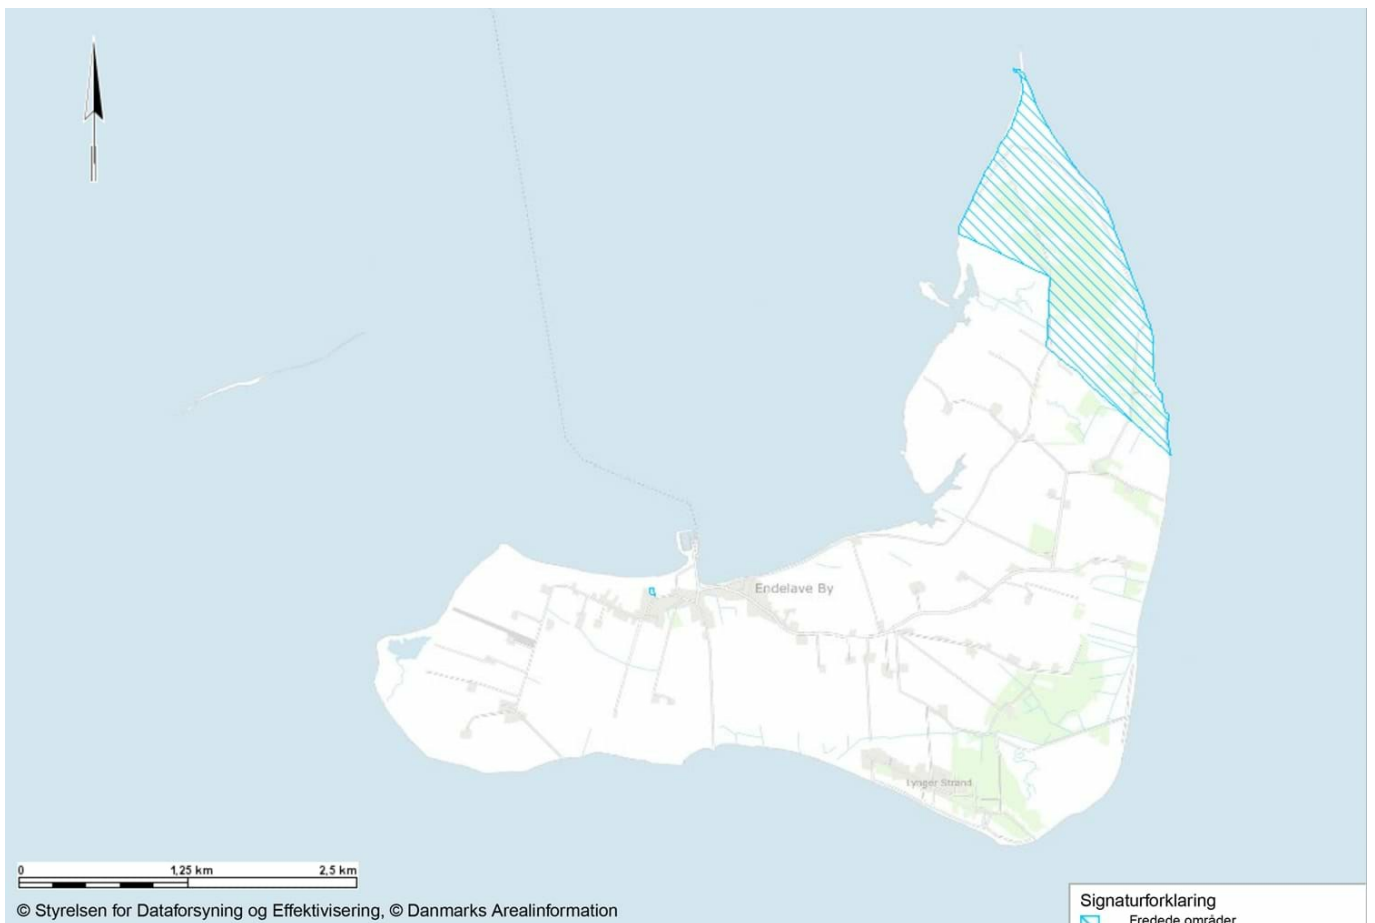 Endelave By
Lynger Strand
0 1,25 km 2,5 km
© Styrelsen for Dataforsyning og Effektivisering, © Danmarks Arealinformation
Signaturforklaring
Fredede områder